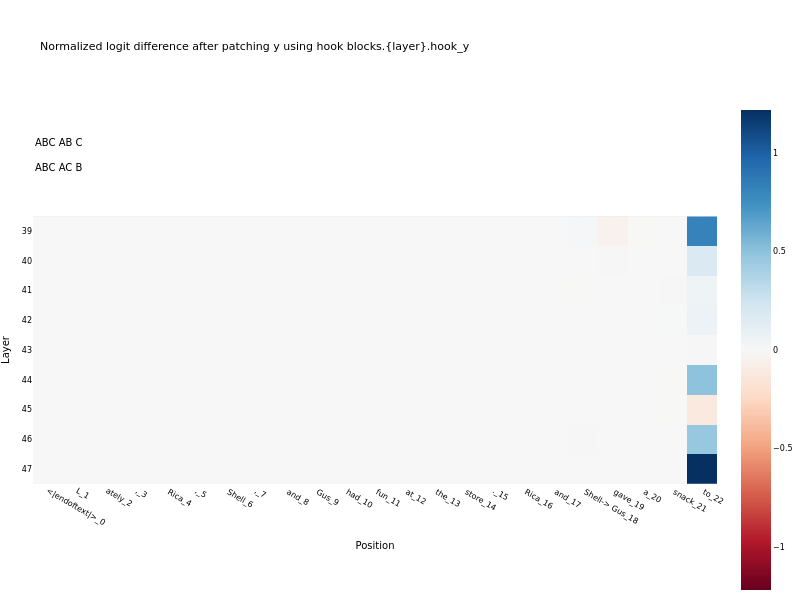 Normalized logit difference after patching y using hook blocks.{layer}.hook_y
ABC AB C
ABC AC B
Layer
39
40
41
42
43
44
45
46
47
<|endoftext|>_0
L_1
ately_2
,_3
Rica_4
,_5
Shell_6
,_7
and_8
Gus_9
had_10
fun_11
at_12
the_13
store_14
._15
Rica_16
and_17
Shell-> Gus_18
gave_19
a_20
snack_21
to_22
Position
1
0.5
0
−0.5
−1